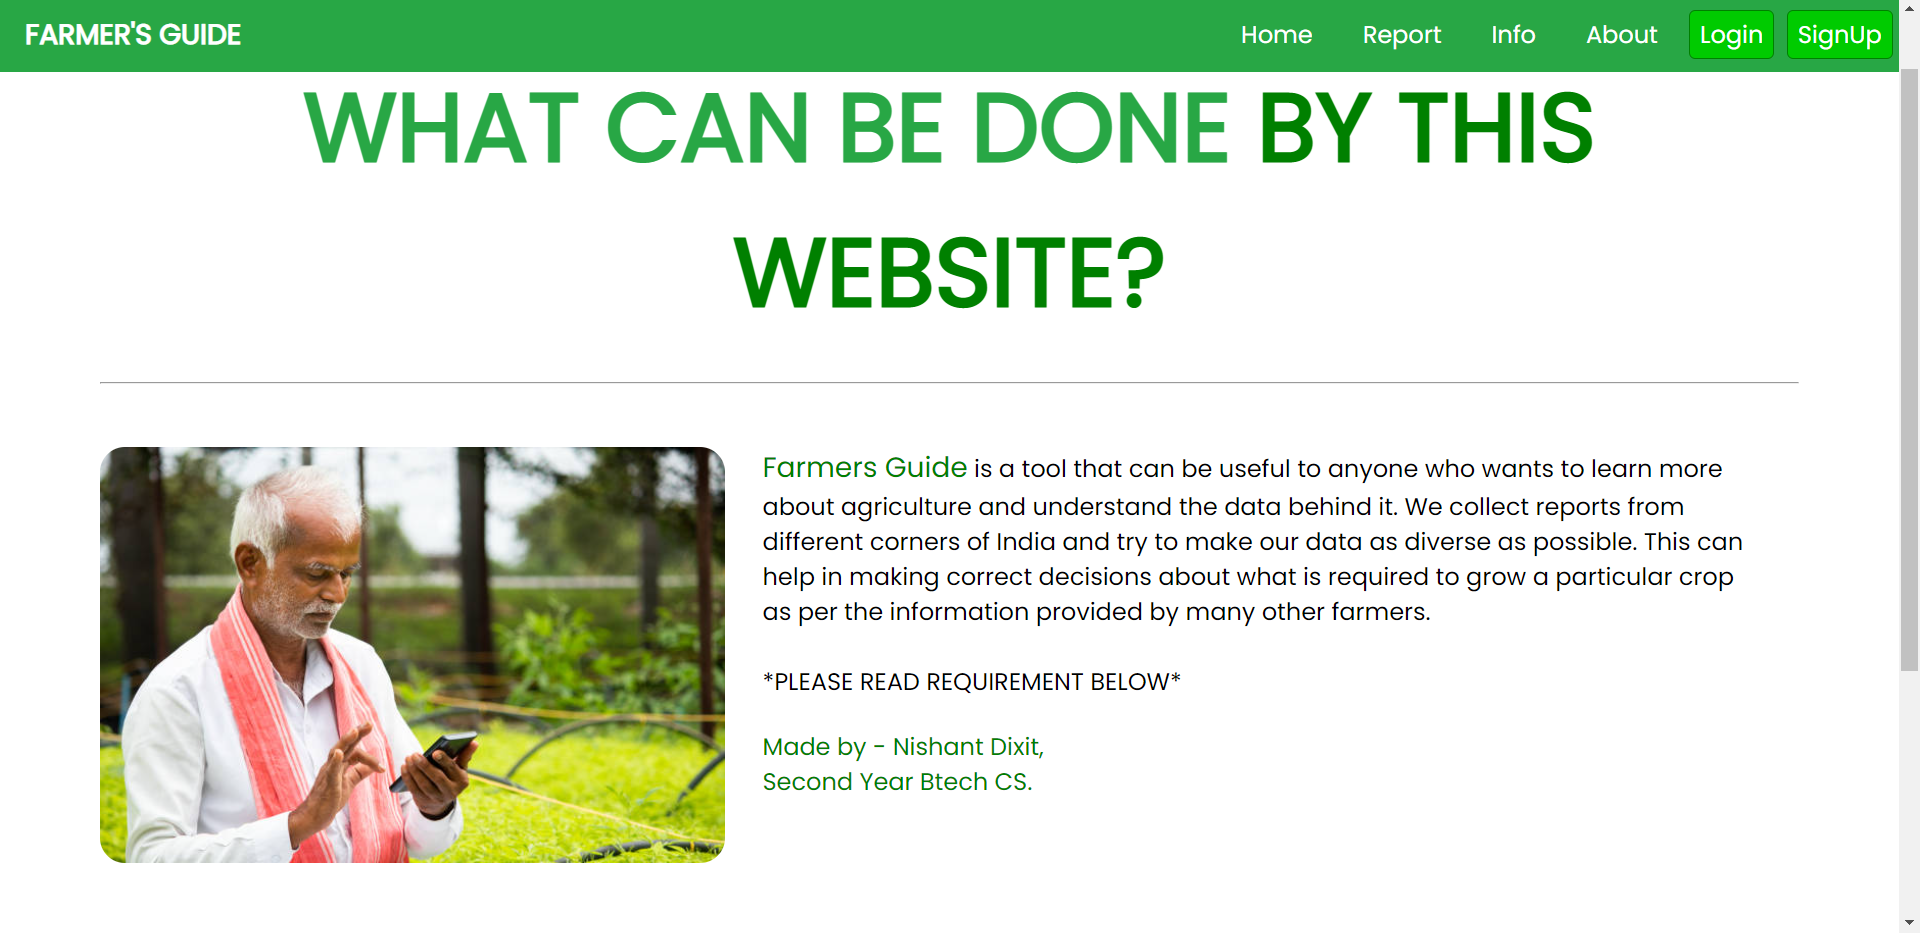 FARMER'S GUIDE
Home
Report
Info
About
Login
SignUp
WHAT CAN BE DONE BY THIS
WEBSITE?
Farmers Guide is a tool that can be useful to anyone who wants to learn more
about agriculture and understand the data behind it. We collect reports from
different corners of India and try to make our data as diverse as possible. This can
help in making correct decisions about what is required to grow a particular crop
as per the information provided by many other farmers.
*PLEASE READ REQUIREMENT BELOW*
Made by - Nishant Dixit,
Second Year Btech CS.